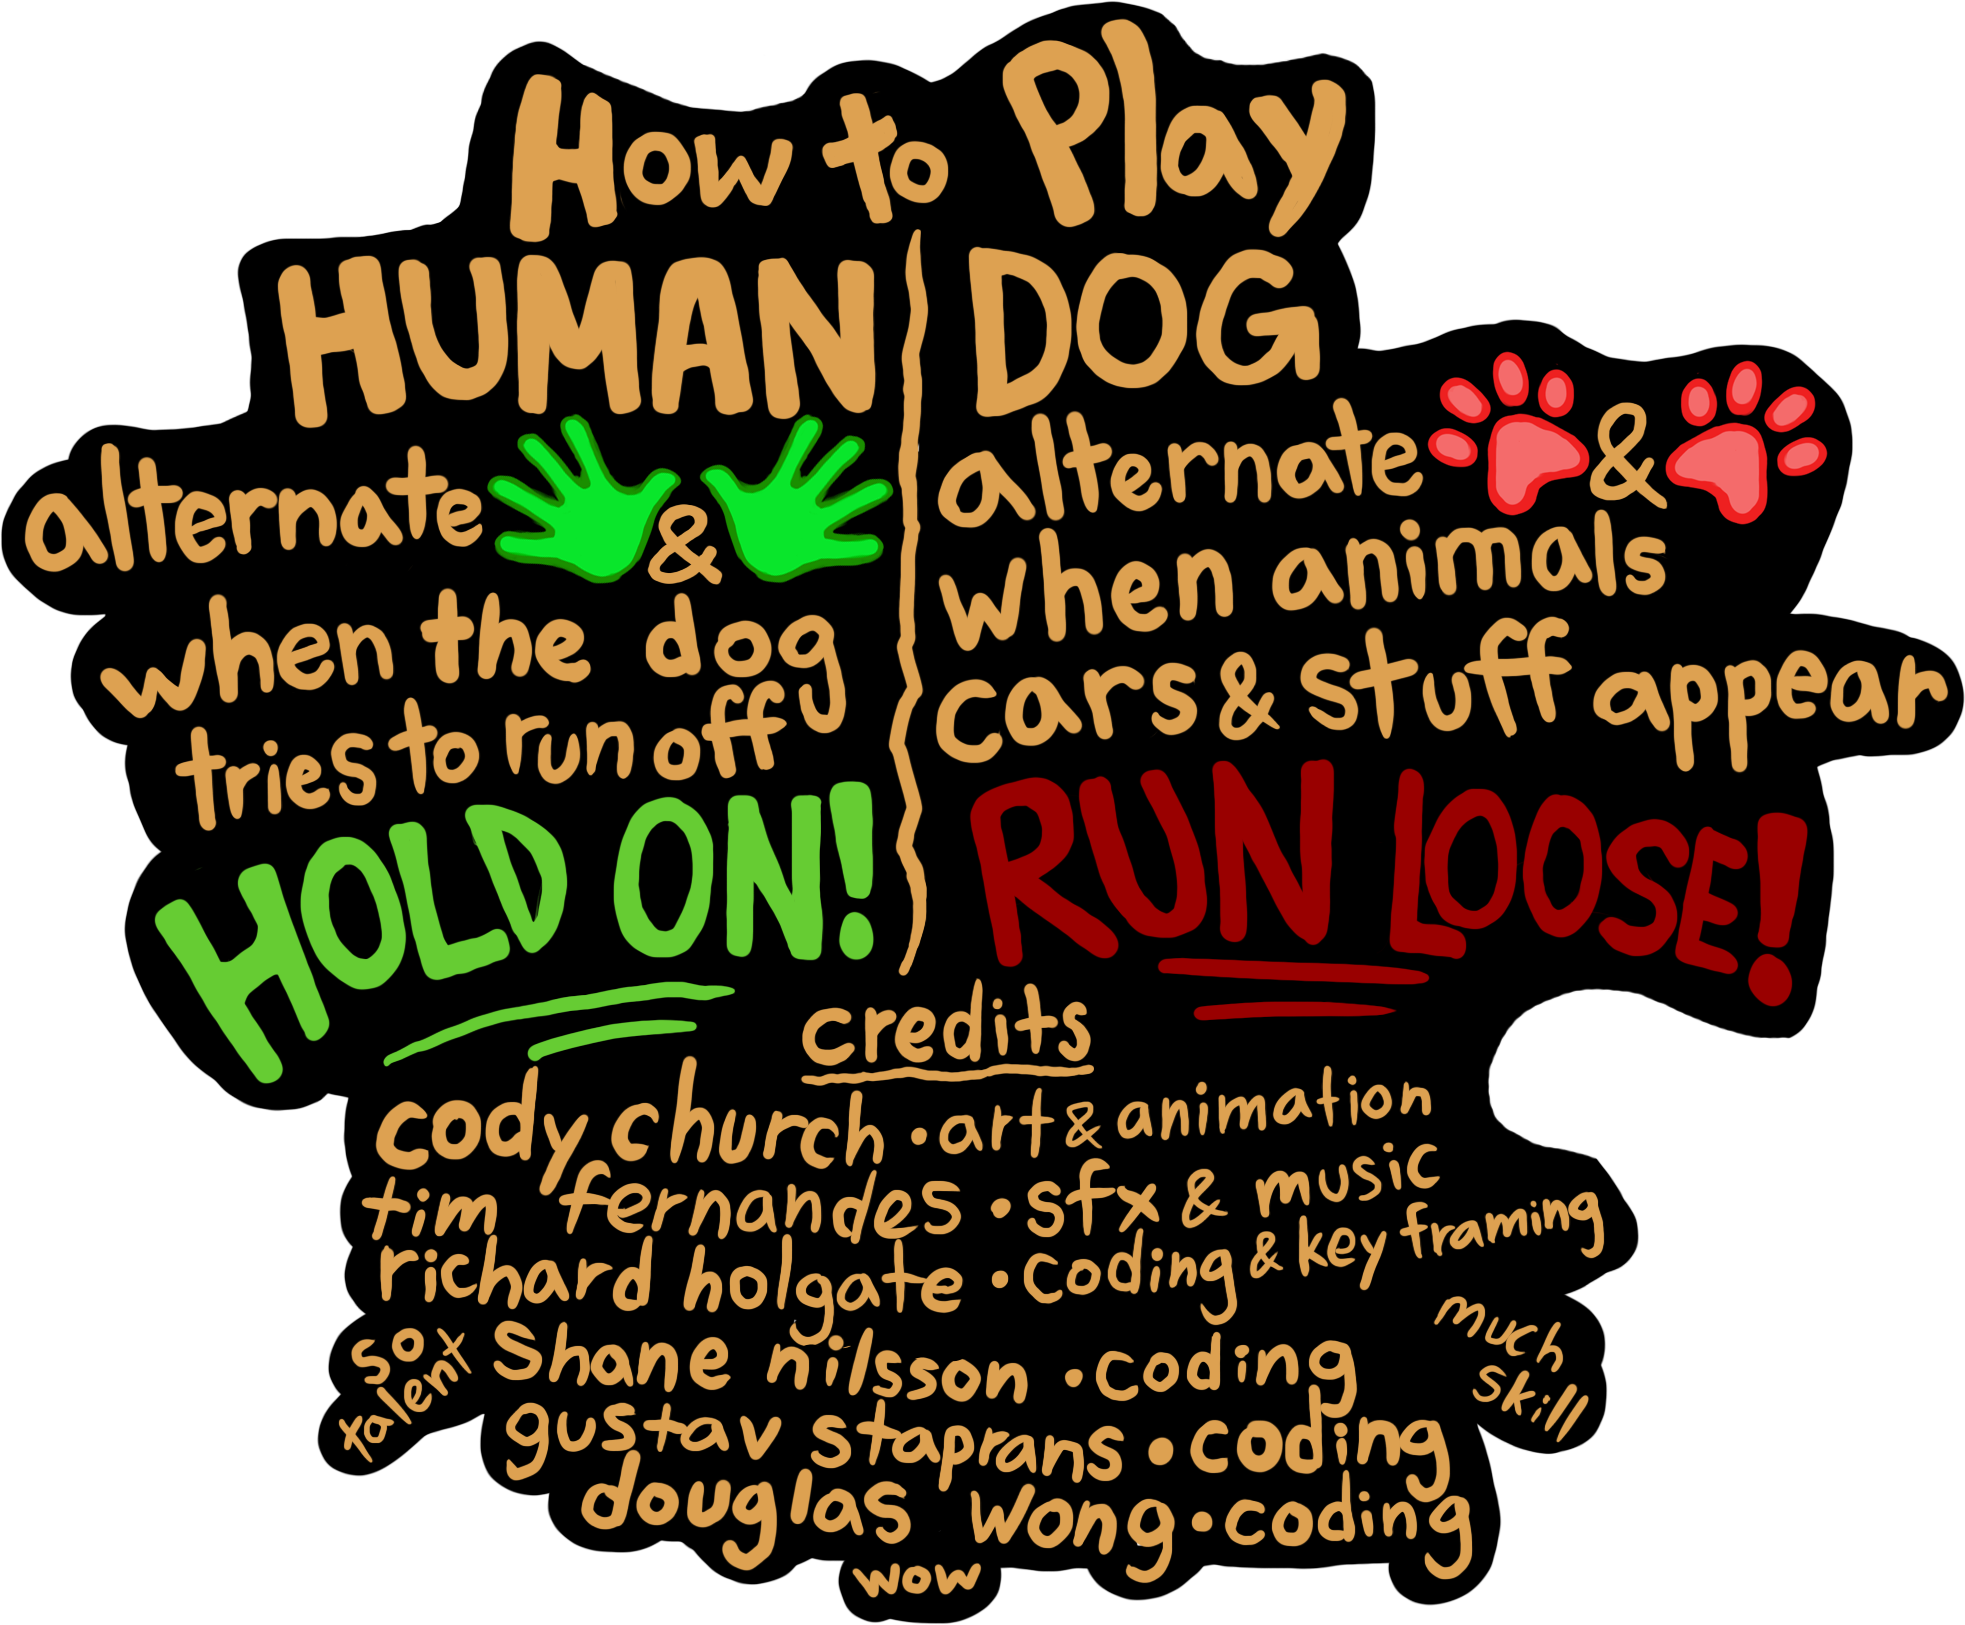 How to Play
HUMAN
alternate &
when the dog
tries to run off
HOLD ON!
DOG
alternate &
when animals
cars & stuff appear
RUN LOOSE!
credits
cody church • art & animation
tim fernandes • sfx & music
richard holgate • coding & key framing
so
talent
shane nilsson • coding
much
skill
gustav staprans • coding
douglas wong • coding
wow